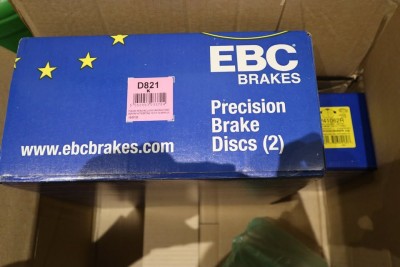 EBC
BRAKES
D821
Precision
Brake
Discs (2)
www.ebcbrakes.com